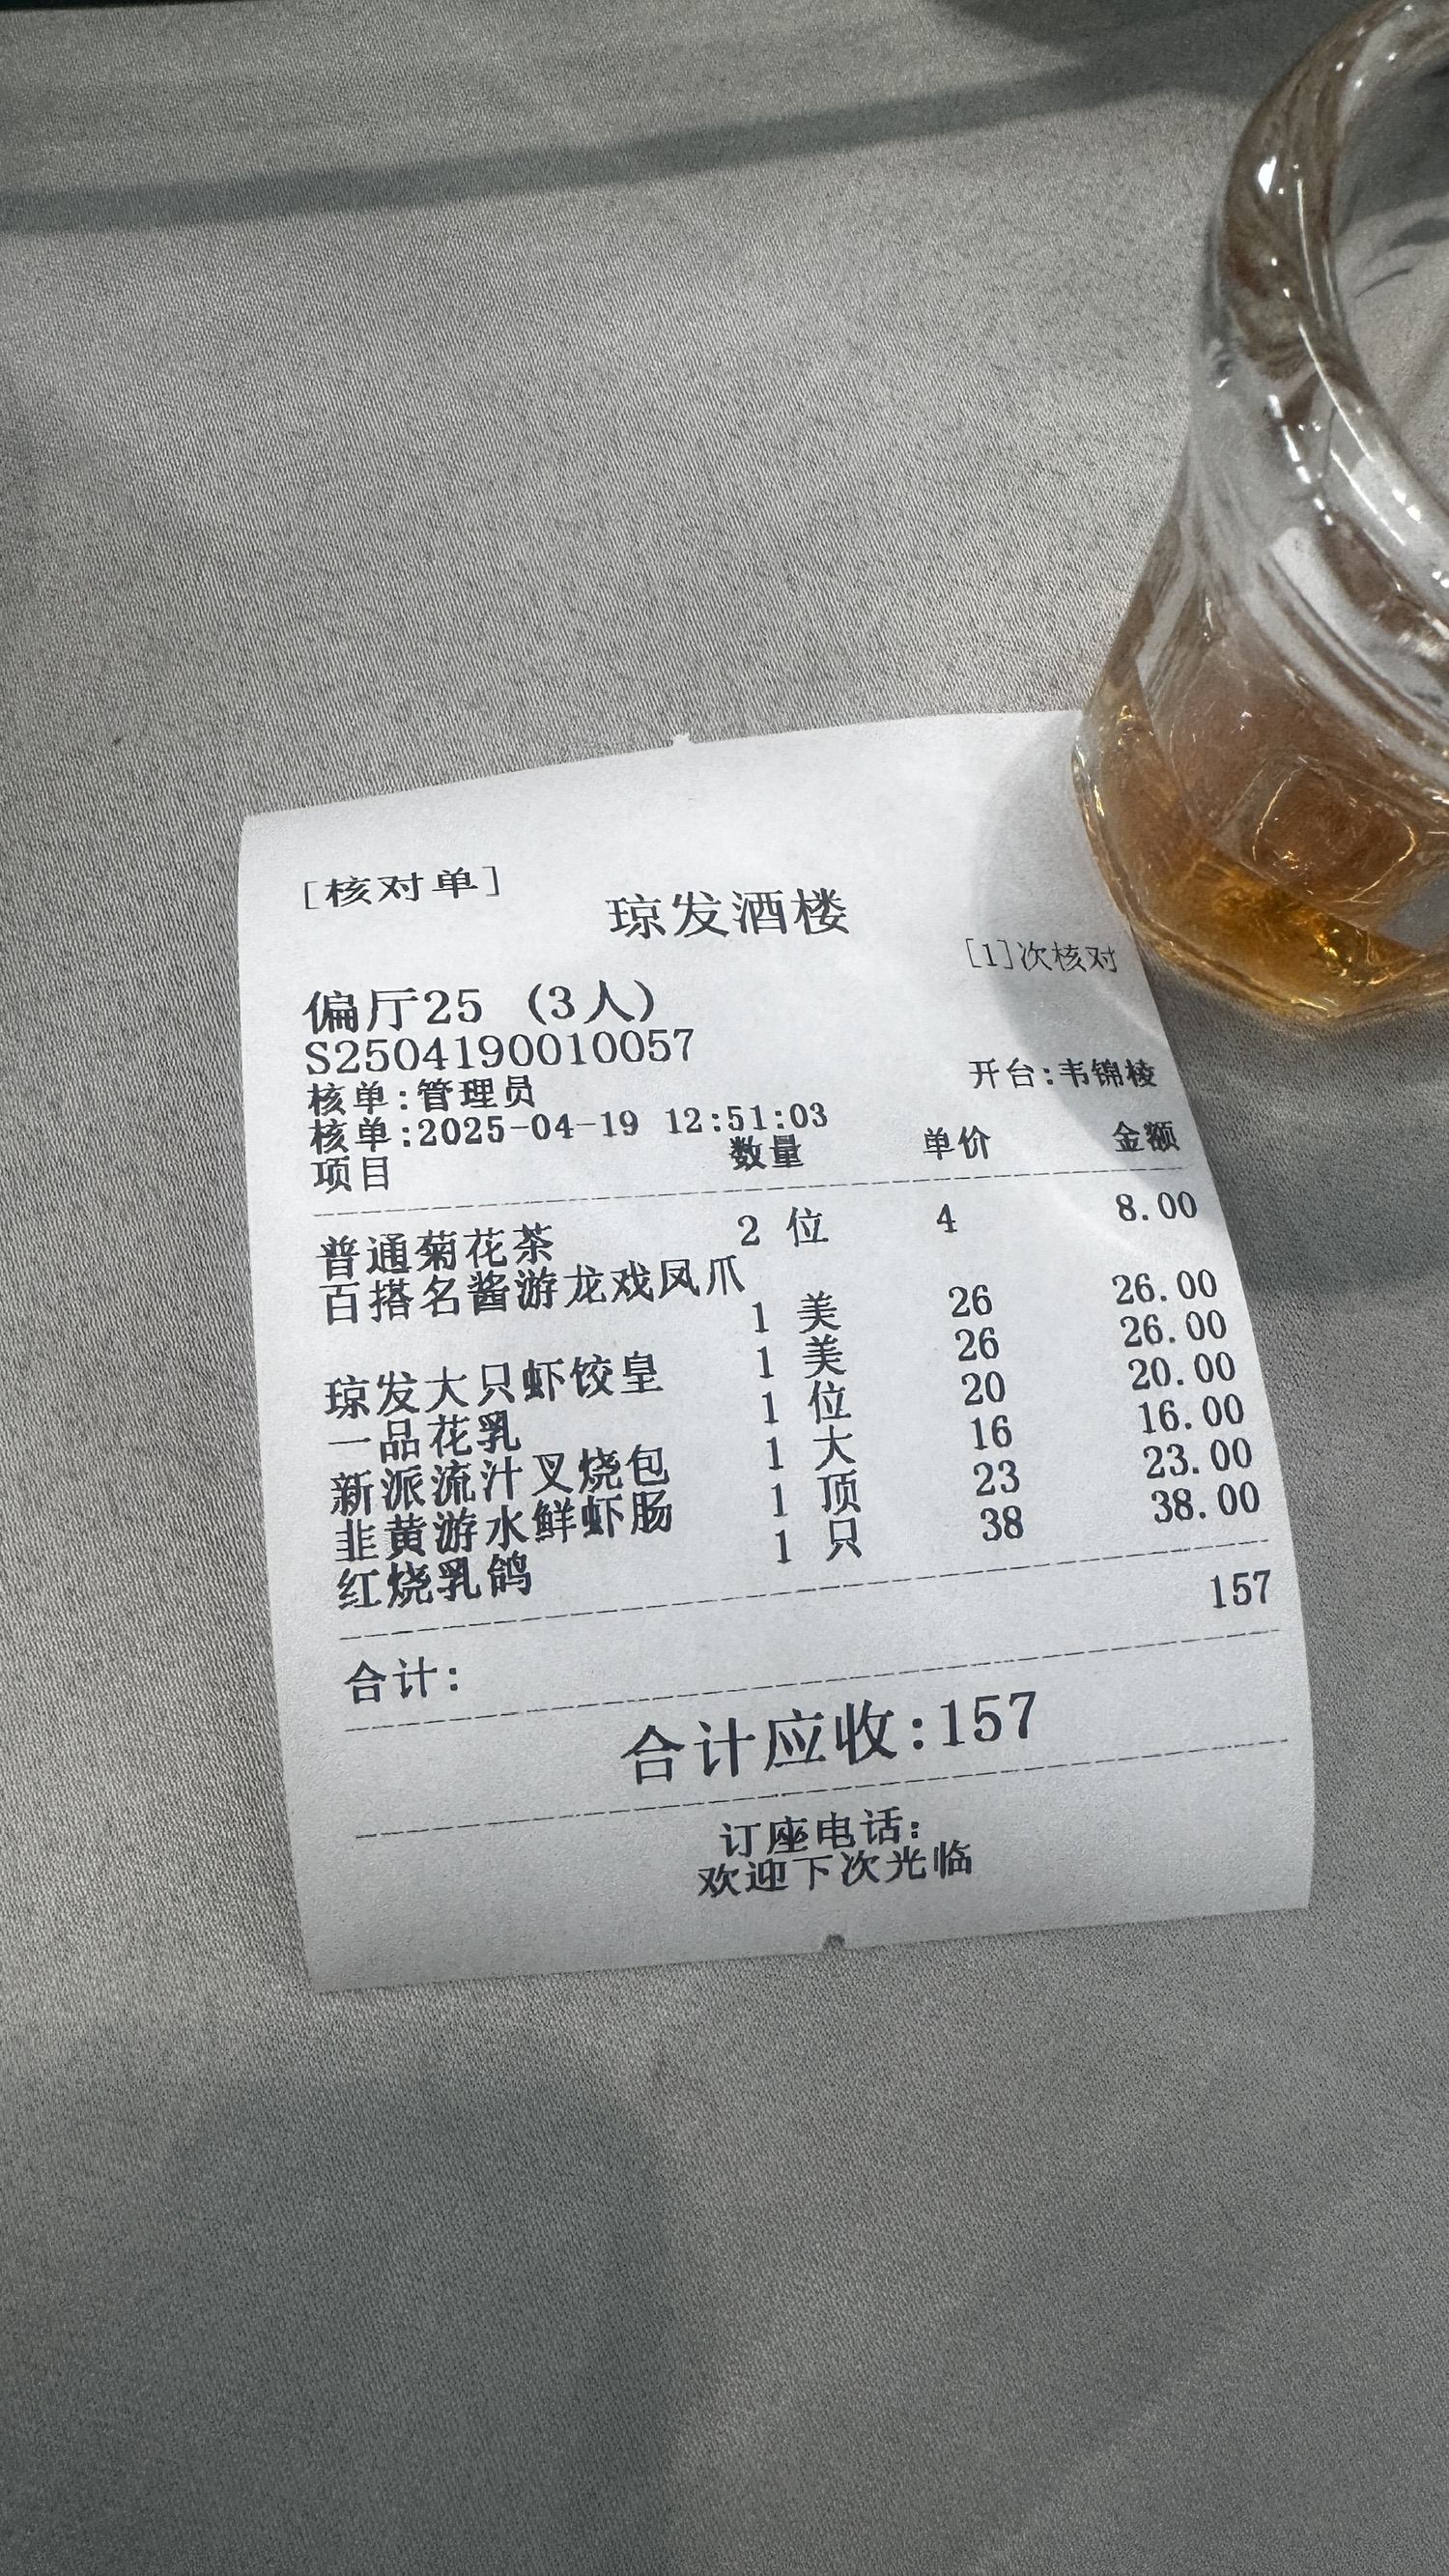 [核对单]
琼发酒楼
[1]次核对
偏厅25 (3人)
S2504190010057
核单:管理员 开台:韦锦棱
核单:2025-04-19 12:51:03
项目 数量 单价 金额
普通菊花茶 2 位 4 8.00
百搭名酱游龙戏凤爪
1 美 26 26.00
琼发大只虾饺皇 1 美 26 26.00
一品花乳 1 位 20 20.00
新派流汁叉烧包 1 大 16 16.00
韭黄游水鲜虾肠 1 顶 23 23.00
红烧乳鸽 1 只 38 38.00
合计: 157
合计应收:157
订座电话:
欢迎下次光临